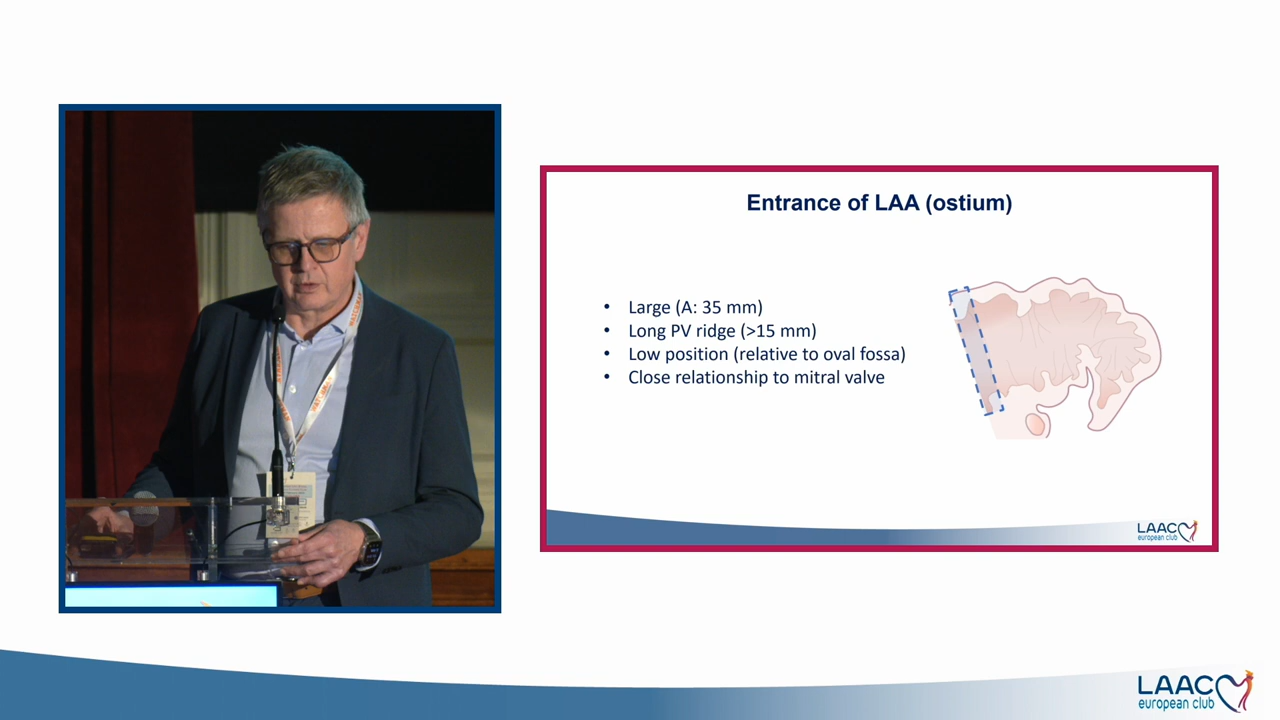 Entrance of LAA (ostium)
• Large (A: 35 mm)
• Long PV ridge (>15 mm)
• Low position (relative to oval fossa)
• Close relationship to mitral valve
LAAC
european club
LAAC
european club